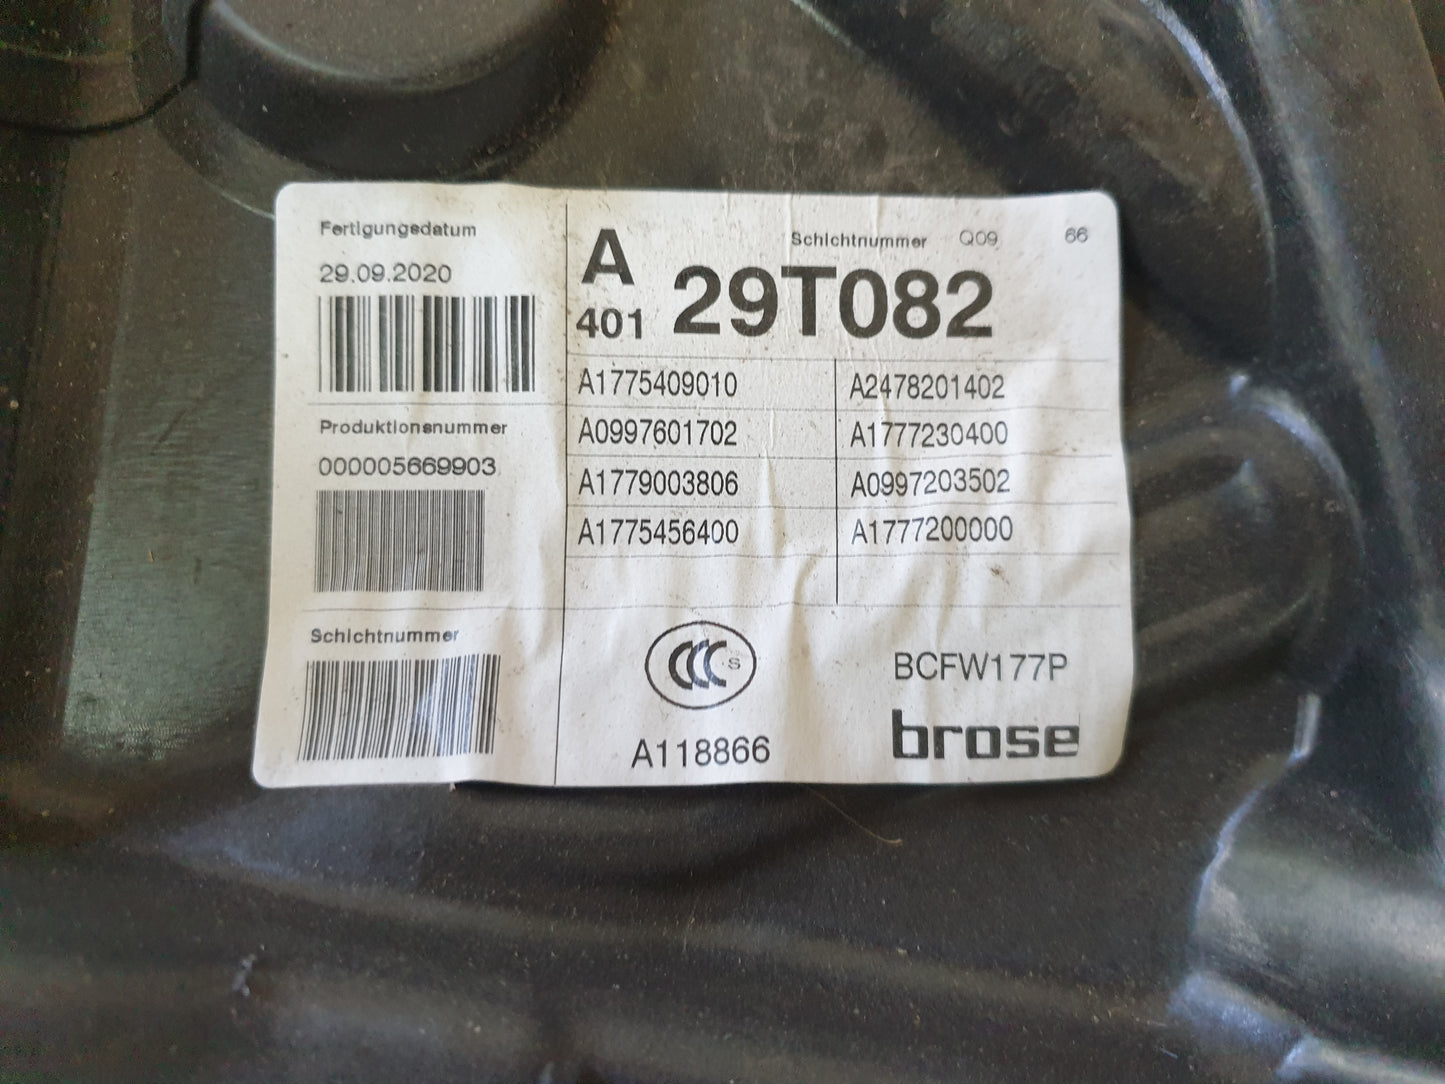 Fertigungsdatum
29.09.2020
Produktionsnummer
000005669903
Schichtnummer
A
401
Schichtnummer Q09 66
29T082
A1775409010 A2478201402
A0997601702 A1777230400
A1779003806 A0997203502
A1775456400 A1777200000
CCC S
A118866
BCFW177P
brose